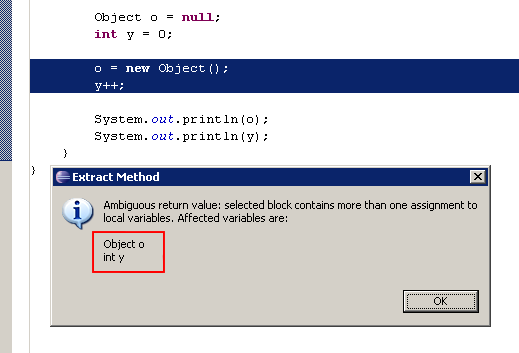 Object o = null;
int y = 0;
o = new Object();
y++;
System.out.println(o);
System.out.println(y);
}
}
Extract Method
Ambiguous return value: selected block contains more than one assignment to
local variables. Affected variables are:
Object o
int y
OK